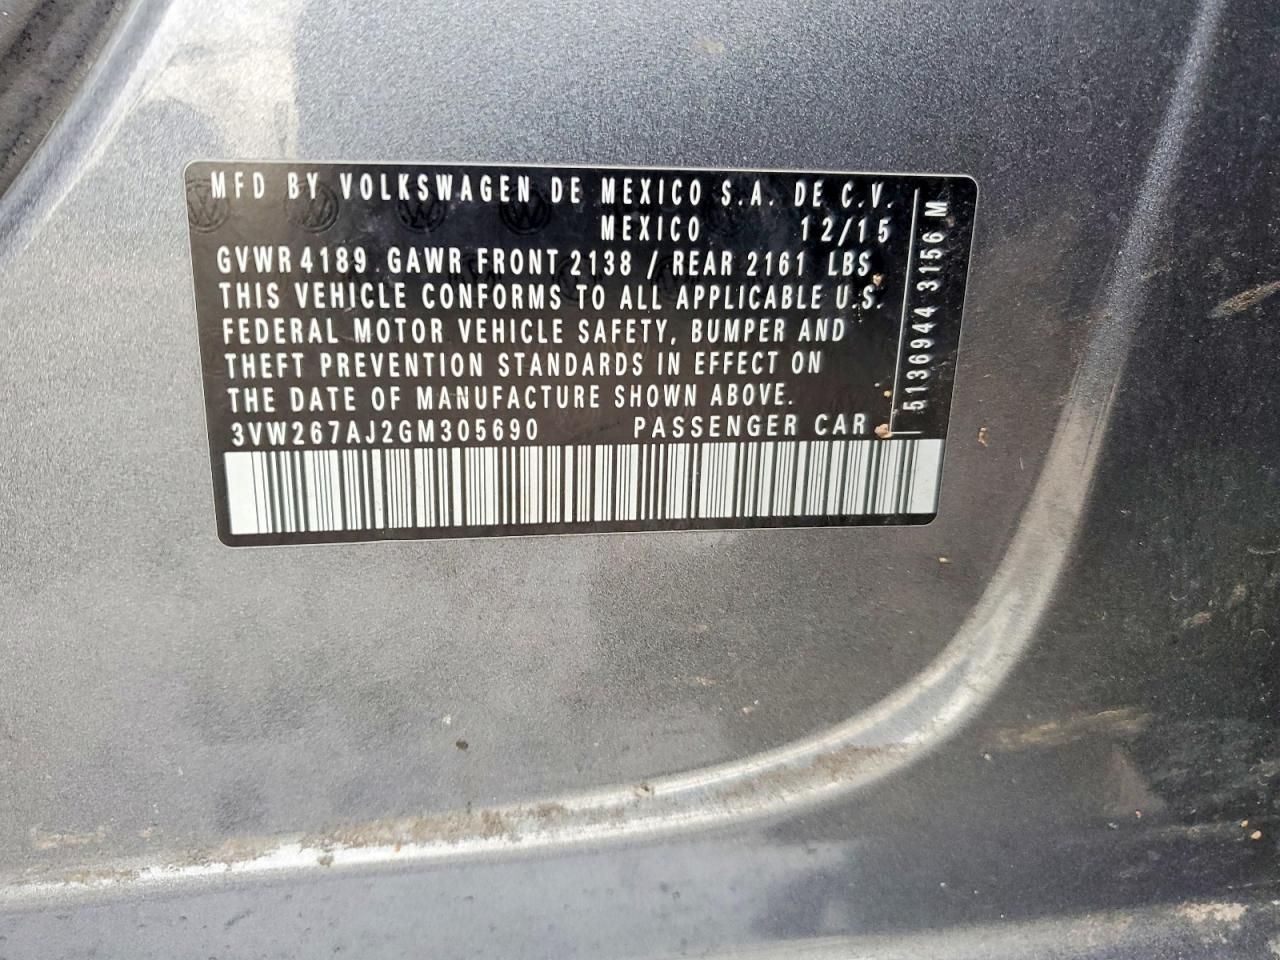 MFD BY VOLKSWAGEN DE MEXICO S.A. DE C.V.
MEXICO 12/15
GVWR 4189 GAWR FRONT 2138 / REAR 2161 LBS
THIS VEHICLE CONFORMS TO ALL APPLICABLE U.S.
FEDERAL MOTOR VEHICLE SAFETY, BUMPER AND
THEFT PREVENTION STANDARDS IN EFFECT ON
THE DATE OF MANUFACTURE SHOWN ABOVE.
3VW267AJ2GM305690 PASSENGER CAR
5136944 3156 M